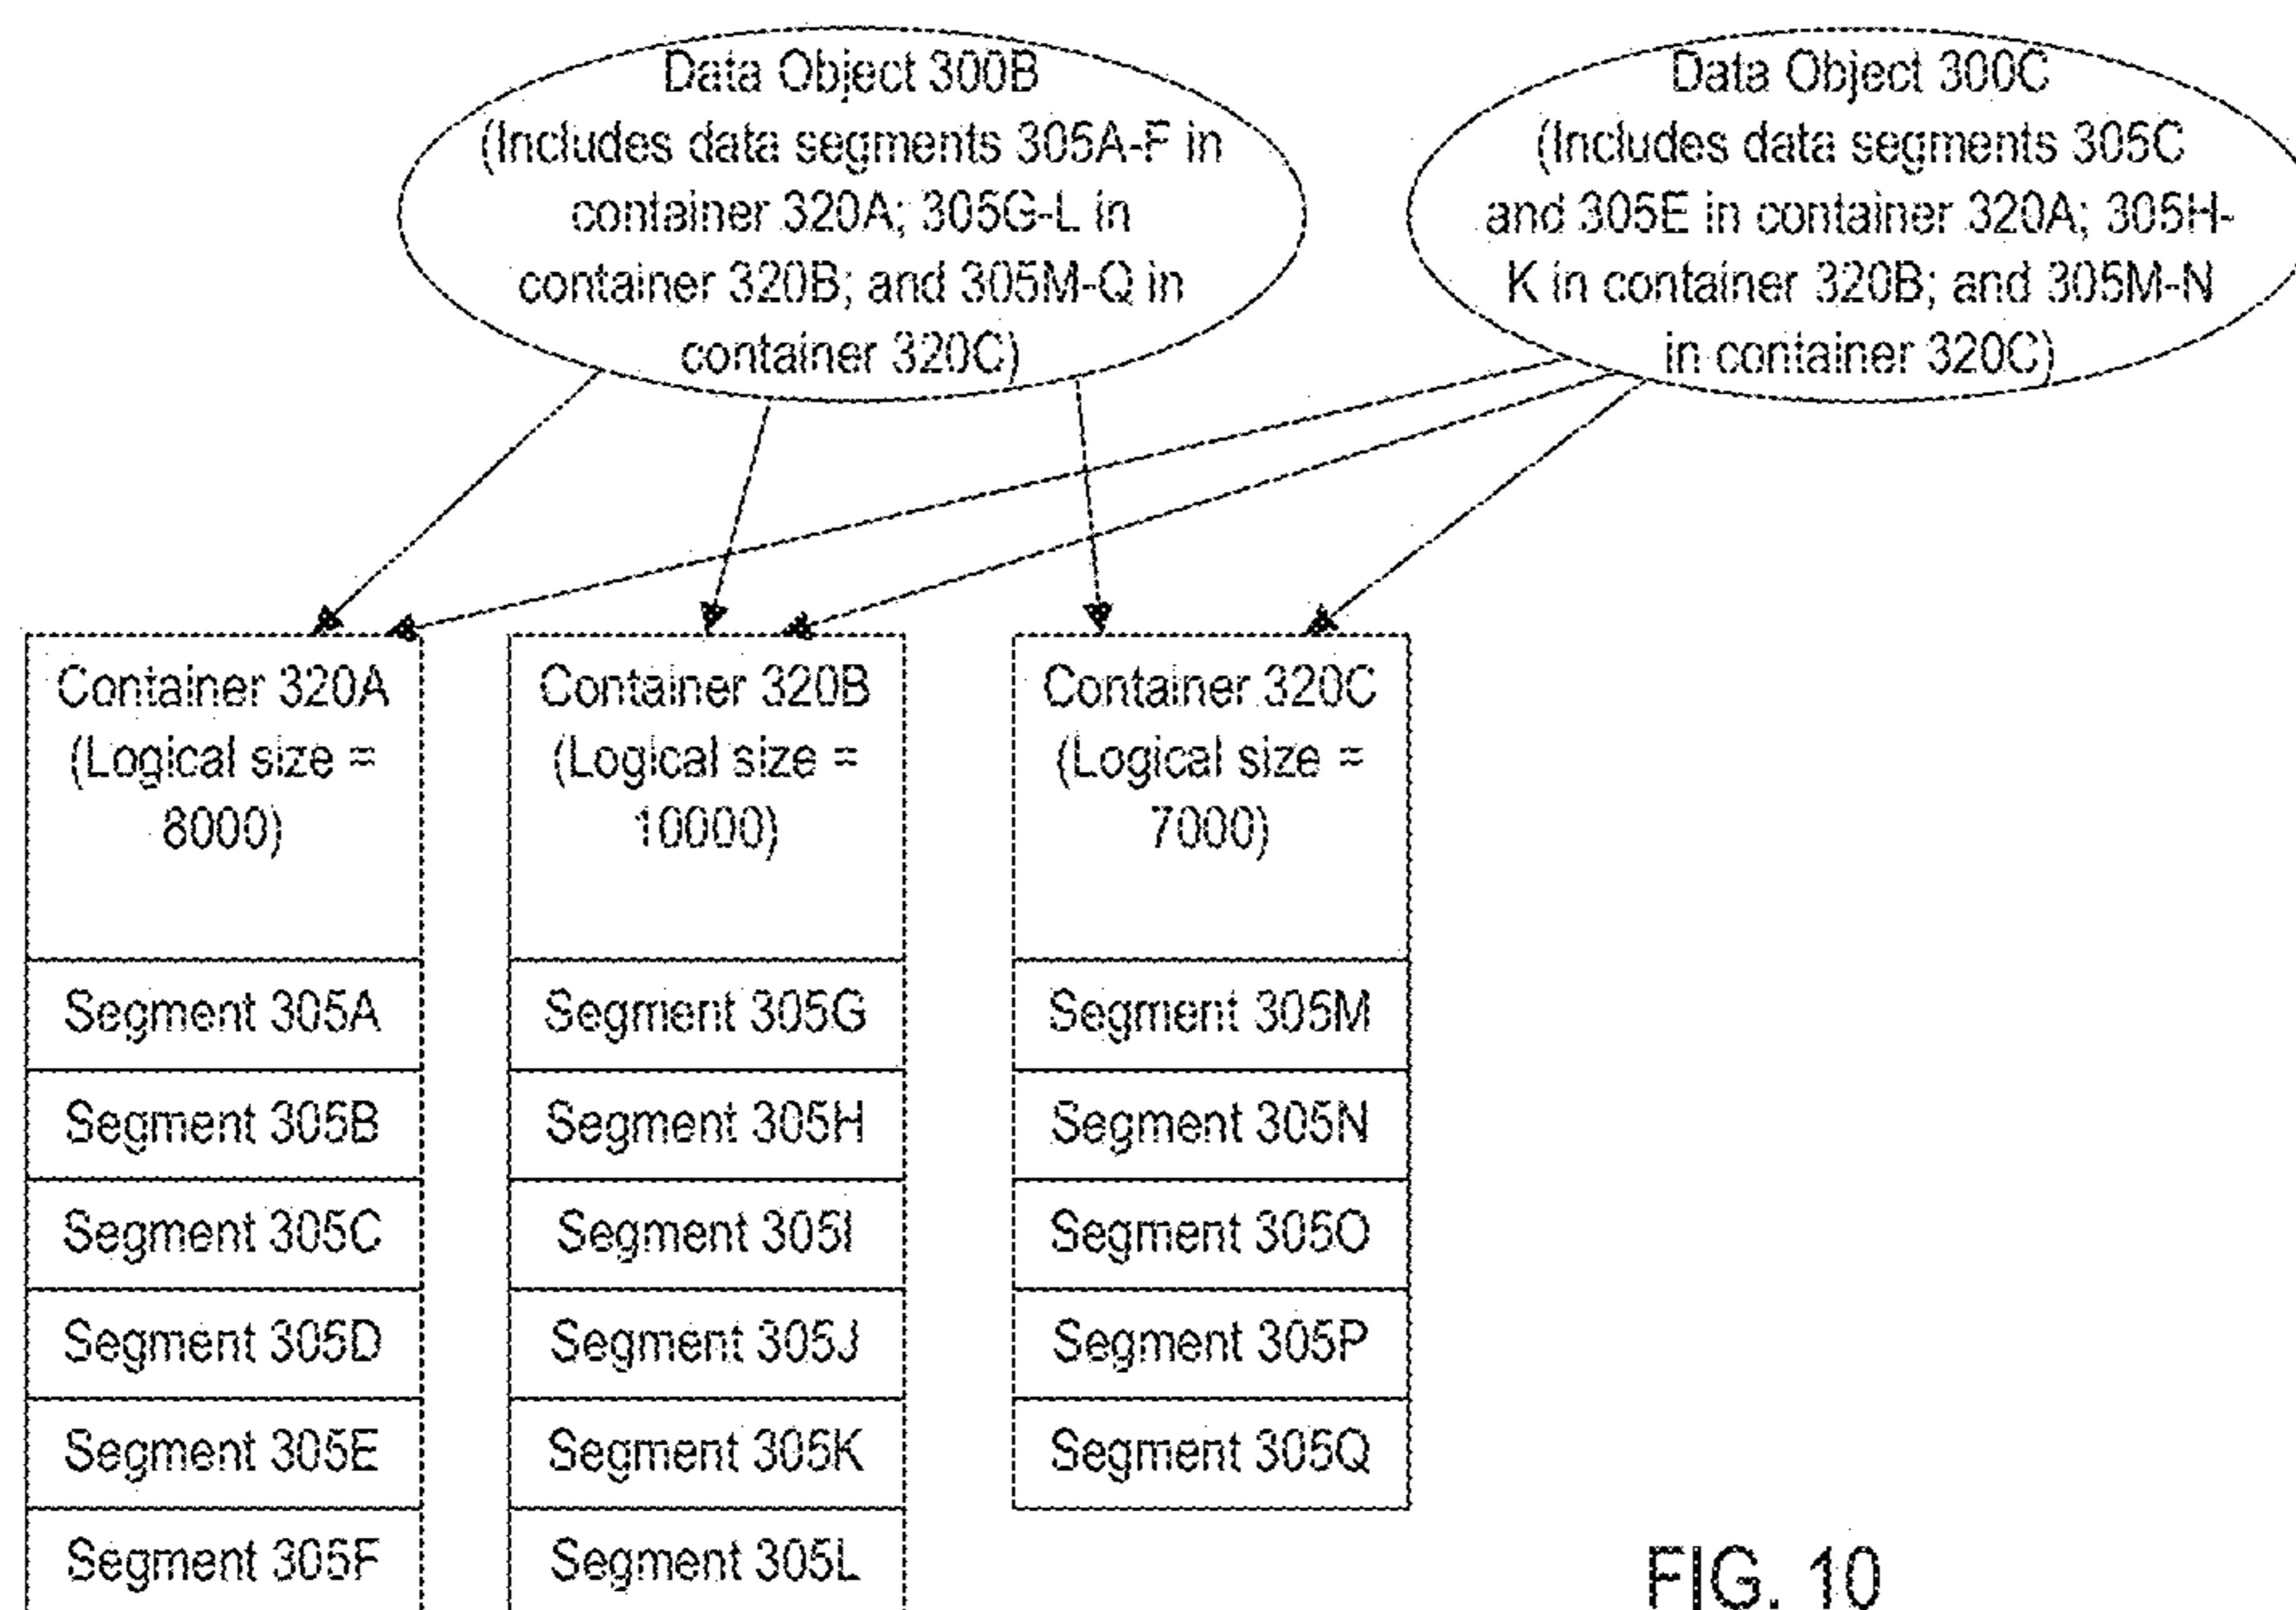 Data Object 300B
(Includes data segments 305A-F in
container 320A; 305G-L in
container 320B; and 305M-Q in
container 320C)
Data Object 300C
(Includes data segments 305C
and 305E in container 320A; 305H-
K in container 320B; and 305M-N
in container 320C)
Container 320A
(Logical size =
8000)
Segment 305A
Segment 305B
Segment 305C
Segment 305D
Segment 305E
Segment 305F
Container 320B
(Logical size =
10000)
Segment 305G
Segment 305H
Segment 305I
Segment 305J
Segment 305K
Segment 305L
Container 320C
(Logical size =
7000)
Segment 305M
Segment 305N
Segment 305O
Segment 305P
Segment 305Q
FIG. 10